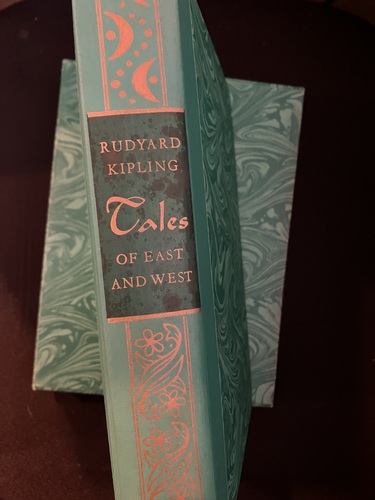 RUDYARD
KIPLING
Tales
OF EAST
AND WEST